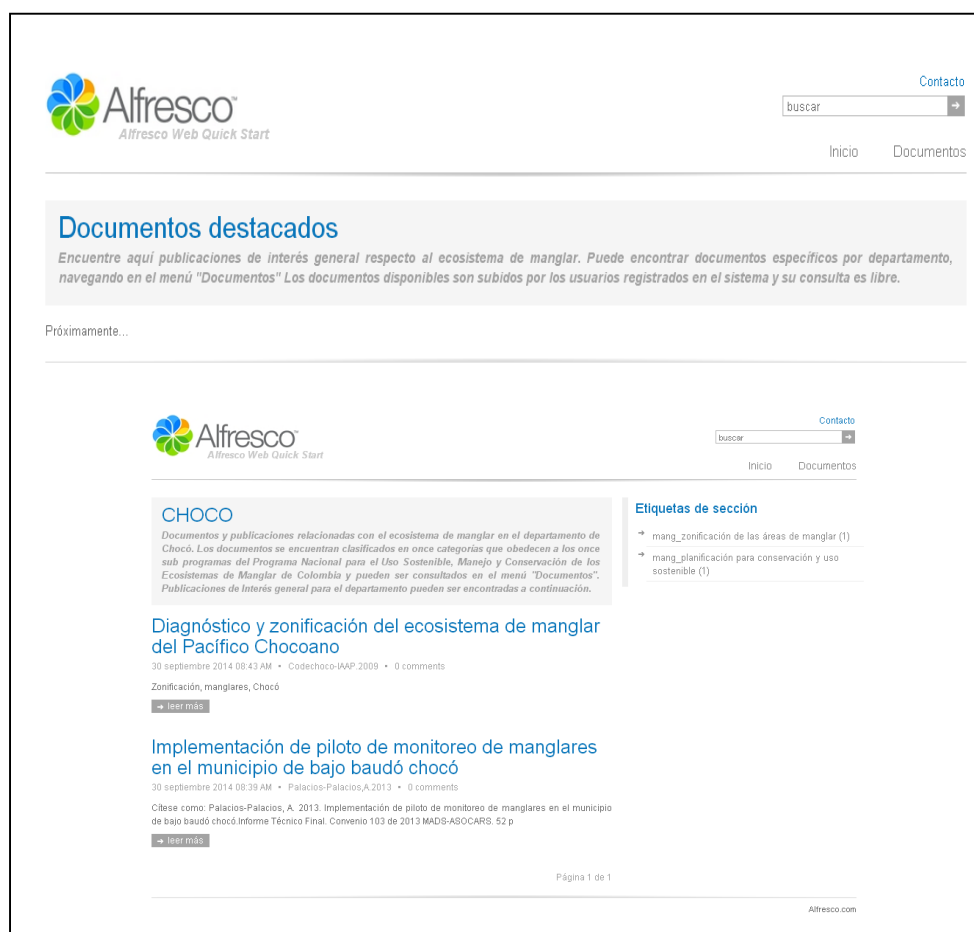 Contacto
Alfresco™
Alfresco Web Quick Start
buscar
Inicio Documentos
Documentos destacados
Encuentre aquí publicaciones de interés general respecto al ecosistema de manglar. Puede encontrar documentos específicos por departamento,
navegando en el menú "Documentos" Los documentos disponibles son subidos por los usuarios registrados en el sistema y su consulta es libre.
Próximamente...
Contacto
Alfresco™
Alfresco Web Quick Start
buscar
Inicio Documentos
CHOCO
Documentos y publicaciones relacionadas con el ecosistema de manglar en el departamento de
Chocó. Los documentos se encuentran clasificados en once categorías que obedecen a los once
sub programas del Programa Nacional para el Uso Sostenible, Manejo y Conservación de los
Ecosistemas de Manglar de Colombia y pueden ser consultados en el menú "Documentos".
Publicaciones de Interés general para el departamento pueden ser encontradas a continuación.
Etiquetas de sección
mang_zonificación de las áreas de manglar (1)
mang_planificación para conservación y uso
sostenible (1)
Diagnóstico y zonificación del ecosistema de manglar
del Pacífico Chocoano
30 septiembre 2014 08:43 AM • Codechoco-IAAP.2009 • 0 comments
Zonificación, manglares, Chocó
leer más
Implementación de piloto de monitoreo de manglares
en el municipio de bajo baudó chocó
30 septiembre 2014 08:39 AM • Palacios-Palacios,A.2013 • 0 comments
Cítese como: Palacios-Palacios, A. 2013. Implementación de piloto de monitoreo de manglares en el municipio
de bajo baudó chocó.Informe Técnico Final. Convenio 103 de 2013 MADS-ASOCARS. 52 p
leer más
Página 1 de 1
Alfresco.com